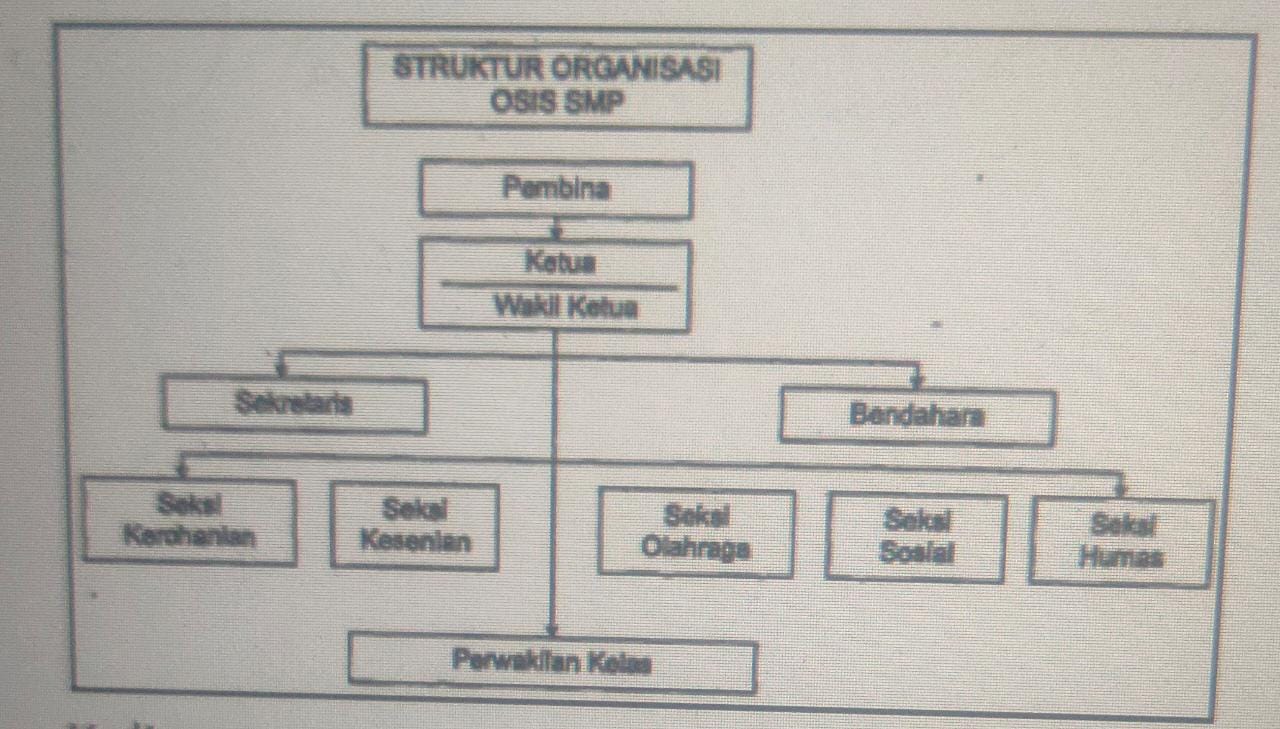 STRUKTUR ORGANISASI
OSIS SMP
Pembina
Ketua
Wakil Ketua
Sekretaris
Bendahara
Seksi
Kerohanian
Seksi
Kesenian
Seksi
Olahraga
Seksi
Sosial
Seksi
Humas
Perwakilan Kelas